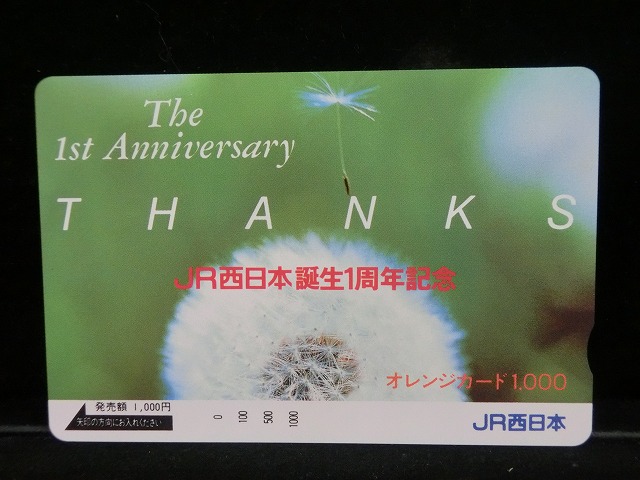 The
1st Anniversary
THANKS
JR西日本誕生1周年記念
オレンジカード1,000
発売額 1,000円
矢印の方向にお入れください
0 100 500 1000
JR西日本